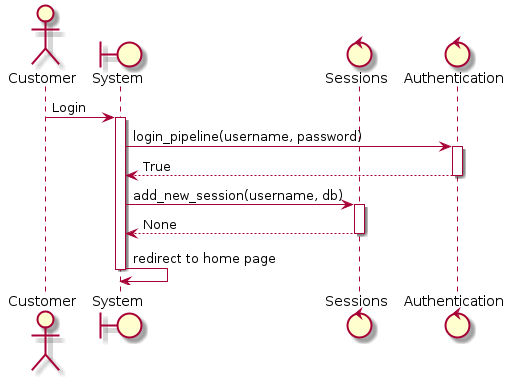 Customer System Sessions Authentication
Login
login_pipeline(username, password)
True
add_new_session(username, db)
None
redirect to home page
Customer System Sessions Authentication